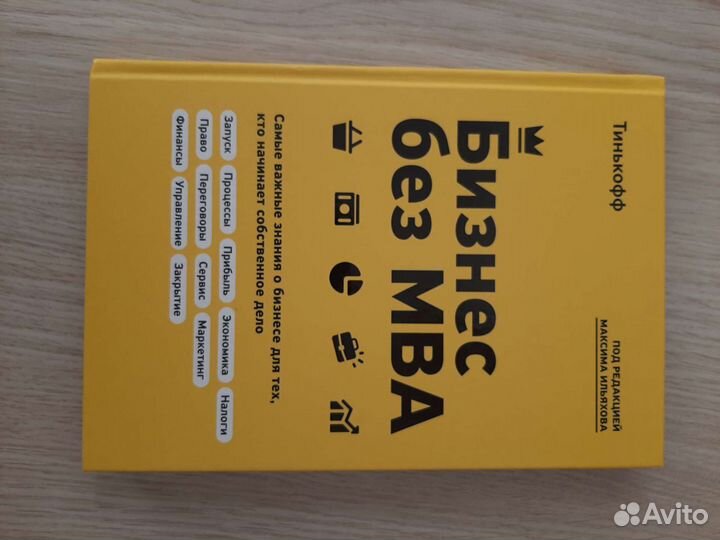 Тинькофф
под редакцией
Максима Ильяхова
Бизнес
без МВА
Самые важные знания о бизнесе для тех,
кто начинает собственное дело
Запуск Процессы Прибыль Экономика Налоги
Право Переговоры Сервис Маркетинг
Финансы Управление Закрытие
Avito